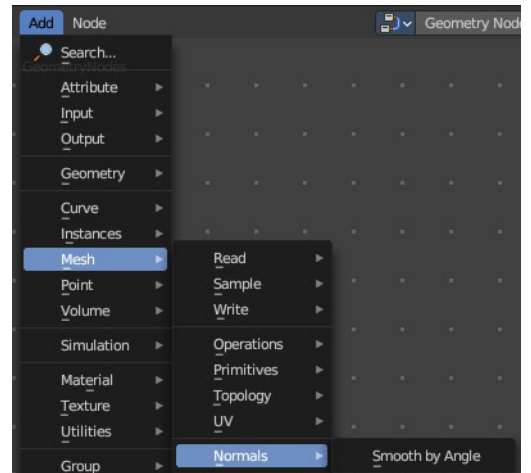 Add Node Geometry Node
Search...
GeometryNodes
Attribute
Input
Output
Geometry
Curve
Instances
Mesh
Point
Volume
Simulation
Material
Texture
Utilities
Group
Read
Sample
Write
Operations
Primitives
Topology
UV
Normals
Smooth by Angle